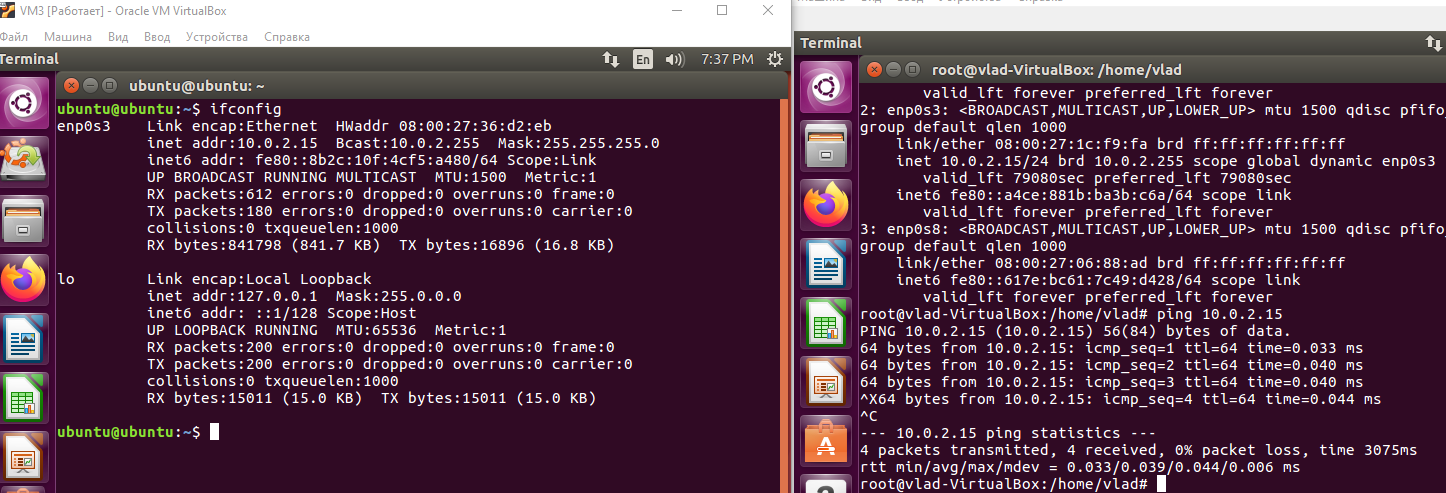 VM3 [Работает] - Oracle VM VirtualBox
Файл Машина Вид Ввод Устройства Справка
Terminal En 7:37 PM
ubuntu@ubuntu: ~
ubuntu@ubuntu:~$ ifconfig
enp0s3 Link encap:Ethernet HWaddr 08:00:27:36:d2:eb
inet addr:10.0.2.15 Bcast:10.0.2.255 Mask:255.255.255.0
inet6 addr: fe80::8b2c:10f:4cf5:a480/64 Scope:Link
UP BROADCAST RUNNING MULTICAST MTU:1500 Metric:1
RX packets:612 errors:0 dropped:0 overruns:0 frame:0
TX packets:180 errors:0 dropped:0 overruns:0 carrier:0
collisions:0 txqueuelen:1000
RX bytes:841798 (841.7 KB) TX bytes:16896 (16.8 KB)
lo Link encap:Local Loopback
inet addr:127.0.0.1 Mask:255.0.0.0
inet6 addr: ::1/128 Scope:Host
UP LOOPBACK RUNNING MTU:65536 Metric:1
RX packets:200 errors:0 dropped:0 overruns:0 frame:0
TX packets:200 errors:0 dropped:0 overruns:0 carrier:0
collisions:0 txqueuelen:1000
RX bytes:15011 (15.0 KB) TX bytes:15011 (15.0 KB)
ubuntu@ubuntu:~$
Terminal
root@vlad-VirtualBox: /home/vlad
valid_lft forever preferred_lft forever
2: enp0s3: <BROADCAST,MULTICAST,UP,LOWER_UP> mtu 1500 qdisc pfifo_
group default qlen 1000
link/ether 08:00:27:1c:f9:fa brd ff:ff:ff:ff:ff:ff
inet 10.0.2.15/24 brd 10.0.2.255 scope global dynamic enp0s3
valid_lft 79080sec preferred_lft 79080sec
inet6 fe80::a4ce:881b:ba3b:c6a/64 scope link
valid_lft forever preferred_lft forever
3: enp0s8: <BROADCAST,MULTICAST,UP,LOWER_UP> mtu 1500 qdisc pfifo_
group default qlen 1000
link/ether 08:00:27:06:88:ad brd ff:ff:ff:ff:ff:ff
inet6 fe80::617e:bc61:7c49:d428/64 scope link
valid_lft forever preferred_lft forever
root@vlad-VirtualBox:/home/vlad# ping 10.0.2.15
PING 10.0.2.15 (10.0.2.15) 56(84) bytes of data.
64 bytes from 10.0.2.15: icmp_seq=1 ttl=64 time=0.033 ms
64 bytes from 10.0.2.15: icmp_seq=2 ttl=64 time=0.040 ms
64 bytes from 10.0.2.15: icmp_seq=3 ttl=64 time=0.040 ms
^X64 bytes from 10.0.2.15: icmp_seq=4 ttl=64 time=0.044 ms
^C
--- 10.0.2.15 ping statistics ---
4 packets transmitted, 4 received, 0% packet loss, time 3075ms
rtt min/avg/max/mdev = 0.033/0.039/0.044/0.006 ms
root@vlad-VirtualBox:/home/vlad#